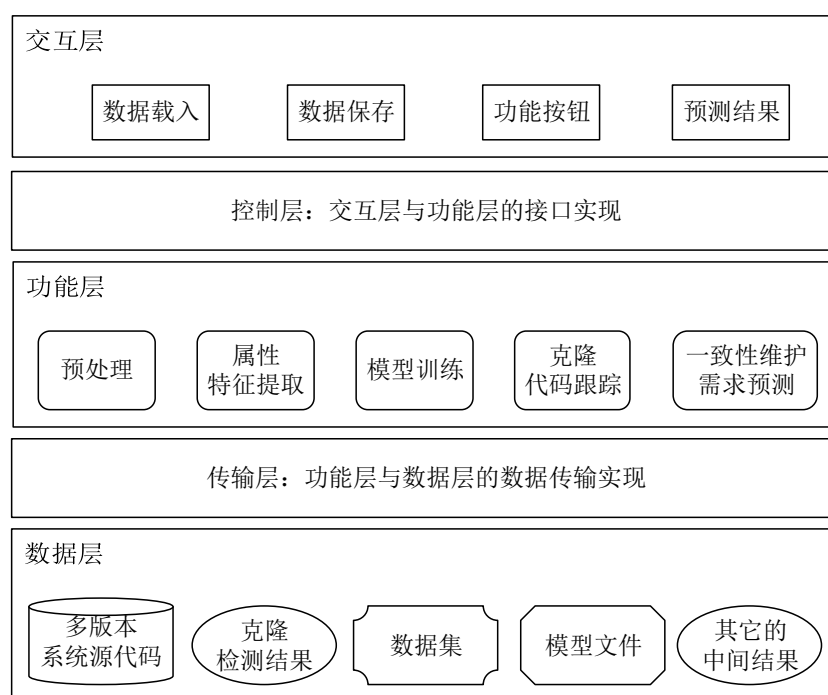 交互层
数据载入
数据保存
功能按钮
预测结果
控制层：交互层与功能层的接口实现
功能层
预处理
属性
特征提取
模型训练
克隆
代码跟踪
一致性维护
需求预测
传输层：功能层与数据层的数据传输实现
数据层
多版本
系统源代码
克隆
检测结果
数据集
模型文件
其它的
中间结果